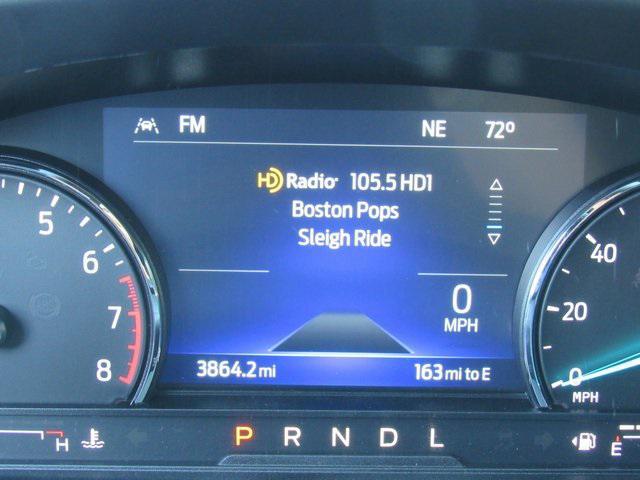 FM NE 72°
HD Radio 105.5 HD1
Boston Pops
Sleigh Ride
5
6
7
8
0
MPH
40
20
0
MPH
3864.2 mi 163 mi to E
H P R N D L E